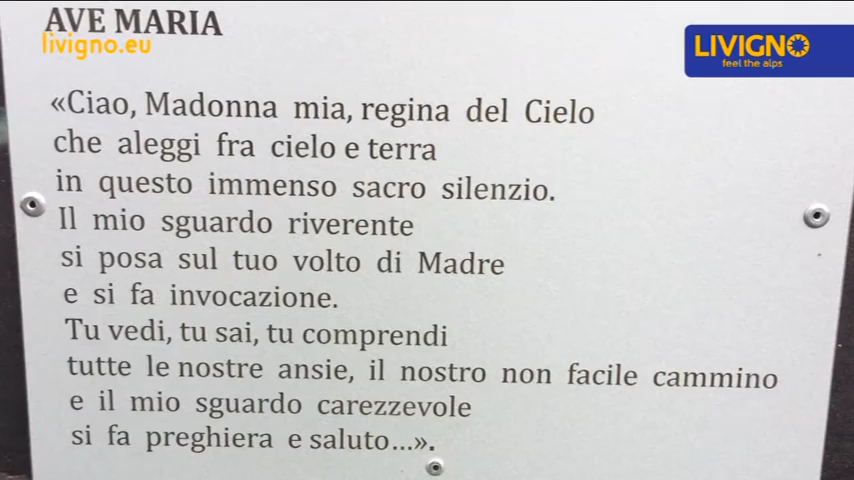 AVE MARIA
livigno.eu
LIVIGNO
feel the alps
«Ciao, Madonna mia, regina del Cielo
che aleggi fra cielo e terra
in questo immenso sacro silenzio.
Il mio sguardo riverente
si posa sul tuo volto di Madre
e si fa invocazione.
Tu vedi, tu sai, tu comprendi
tutte le nostre ansie, il nostro non facile cammino
e il mio sguardo carezzevole
si fa preghiera e saluto...».